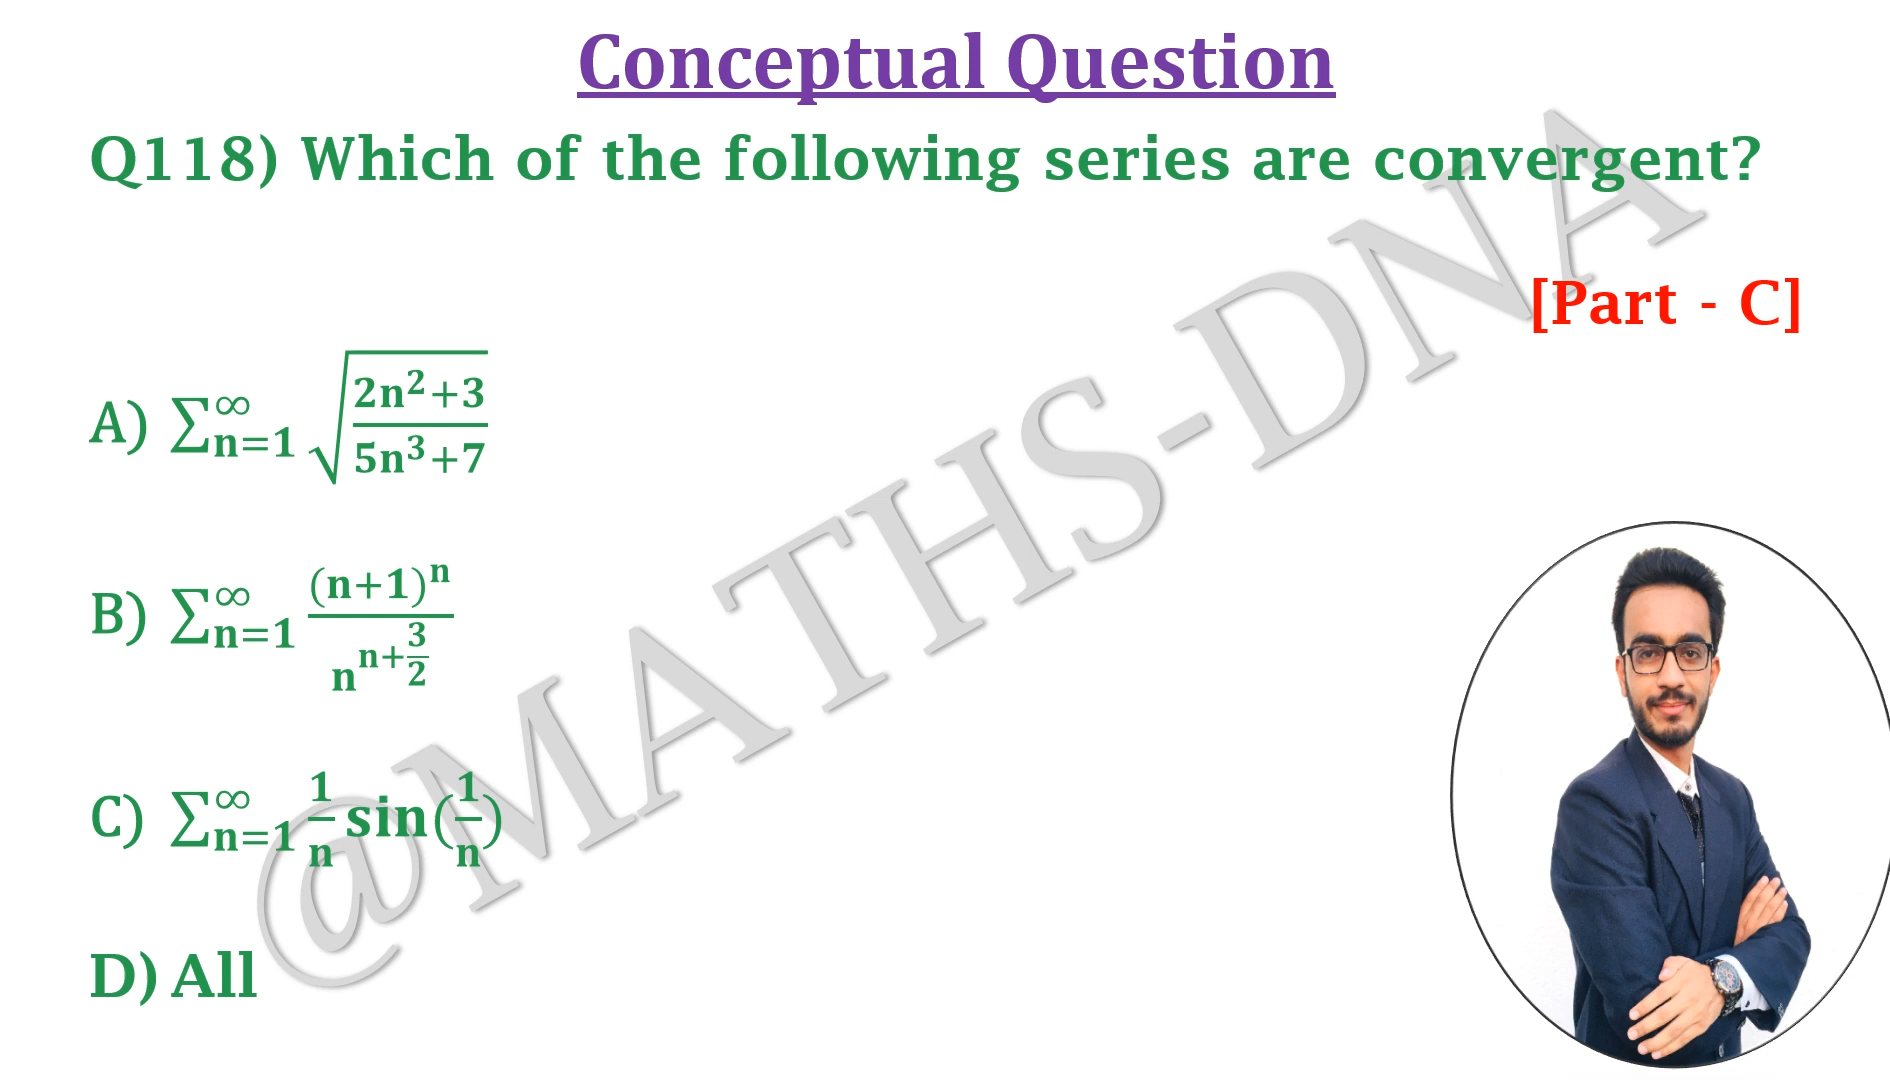 Conceptual Question
Q118) Which of the following series are convergent?
[Part - C]
A) ∑_{n=1}^{∞} √((2n²+3)/(5n³+7))
B) ∑_{n=1}^{∞} (n+1)^n / n^{n+3/2}
C) ∑_{n=1}^{∞} 1/n sin(1/n)
D) All
@MATHS-DNA